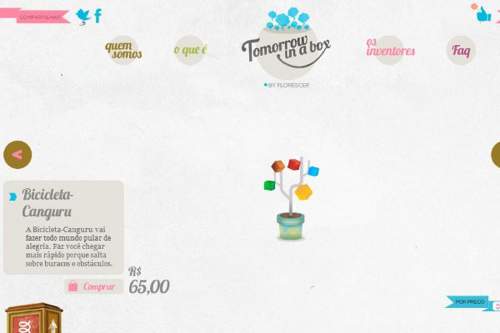 COMPARTILHAR
quem somos
o que é
Tomorrow in a box
os inventores
Faq
BY FLORESCER
<
Bicicleta-
Canguru
A Bicicleta-Canguru vai
fazer todo mundo pular de
alegria. Faz você chegar
mais rápido porque salta
sobre buracos e obstáculos.
R$
Comprar
65,00
POR PREÇO